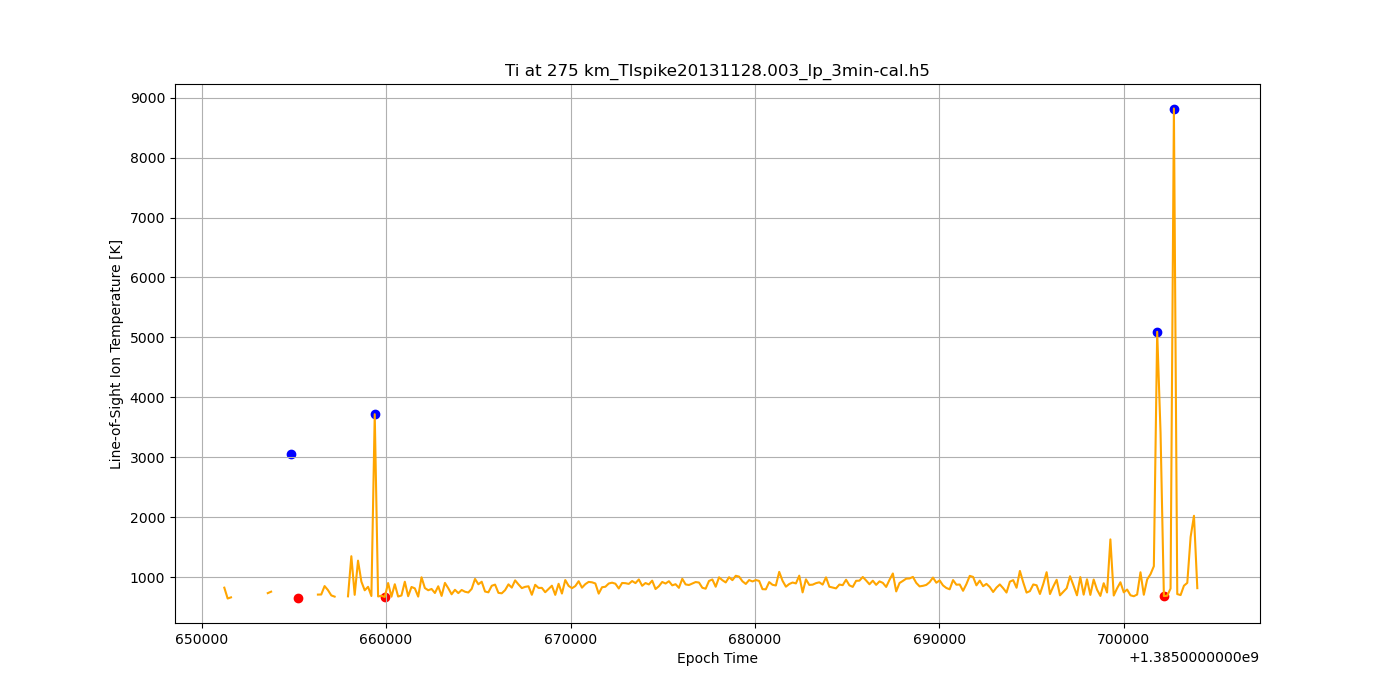 Ti at 275 km_TIspike20131128.003_lp_3min-cal.h5
Line-of-Sight Ion Temperature [K]
9000
8000
7000
6000
5000
4000
3000
2000
1000
650000 660000 670000 680000 690000 700000
Epoch Time
+1.3850000000e9